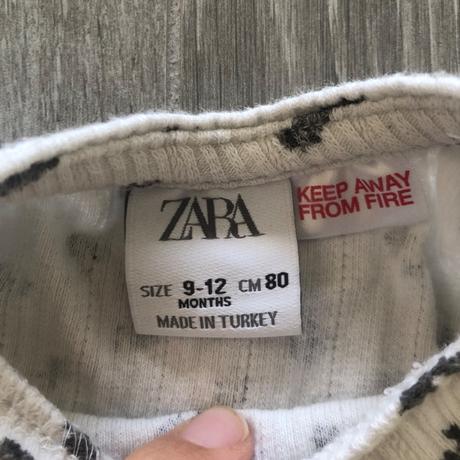 ZARA
SIZE 9-12 CM 80
MONTHS
MADE IN TURKEY
KEEP AWAY
FROM FIRE